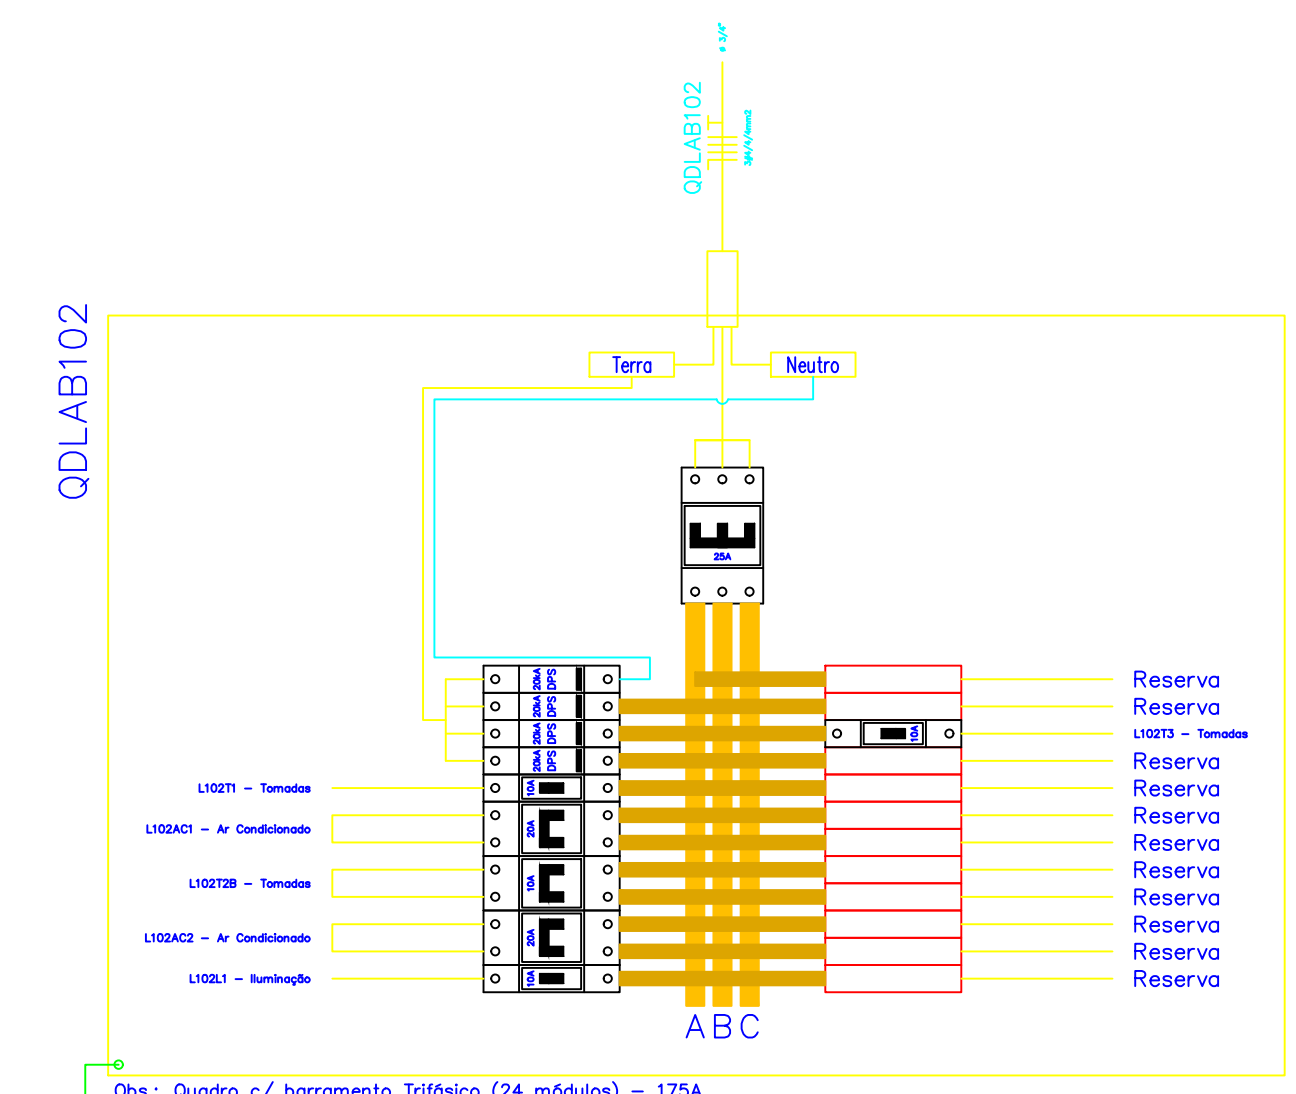 ø 3/4"
QDLAB102
3#4/4/4mm2
QDLAB102
Terra
Neutro
25A
20kA
DPS
20kA
DPS
20kA
DPS
20kA
DPS
10A
20A
10A
20A
10A
10A
L102T1 – Tomadas
L102AC1 – Ar Condicionado
L102T2B – Tomadas
L102AC2 – Ar Condicionado
L102L1 – Iluminação
Reserva
Reserva
L102T3 – Tomadas
Reserva
Reserva
Reserva
Reserva
Reserva
Reserva
Reserva
Reserva
Reserva
A B C
Obs: Quadro c/ barramento Trifásico (24 módulos) – 175A